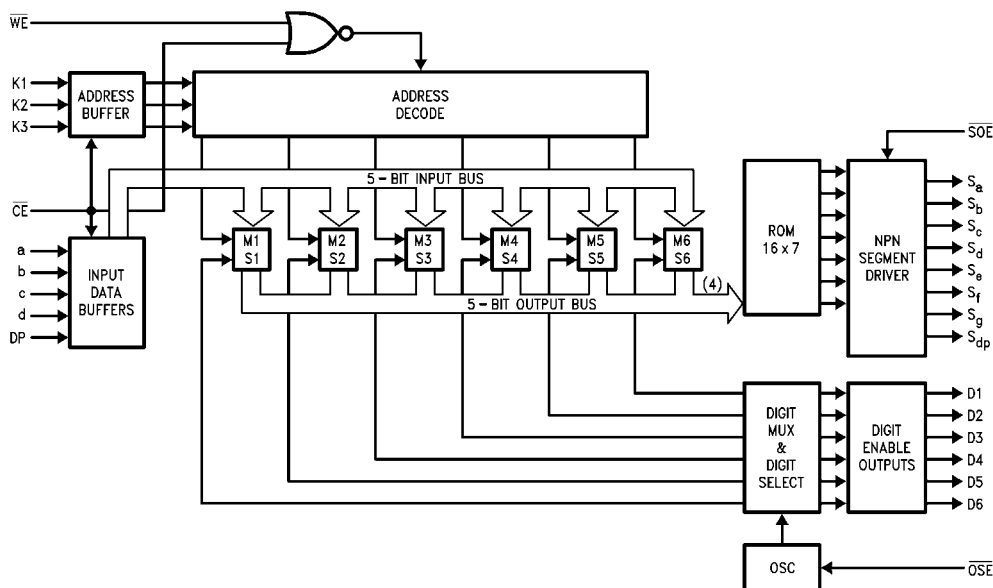 WE
K1
K2
K3
ADDRESS
BUFFER
ADDRESS
DECODE
SOE
5-BIT INPUT BUS
CE
a
b
c
d
DP
INPUT
DATA
BUFFERS
M1
S1
M2
S2
M3
S3
M4
S4
M5
S5
M6
S6
(4)
5-BIT OUTPUT BUS
ROM
16 x 7
NPN
SEGMENT
DRIVER
Sa
Sb
Sc
Sd
Se
Sf
Sg
Sdp
DIGIT
MUX
&
DIGIT
SELECT
DIGIT
ENABLE
OUTPUTS
D1
D2
D3
D4
D5
D6
OSC
OSE